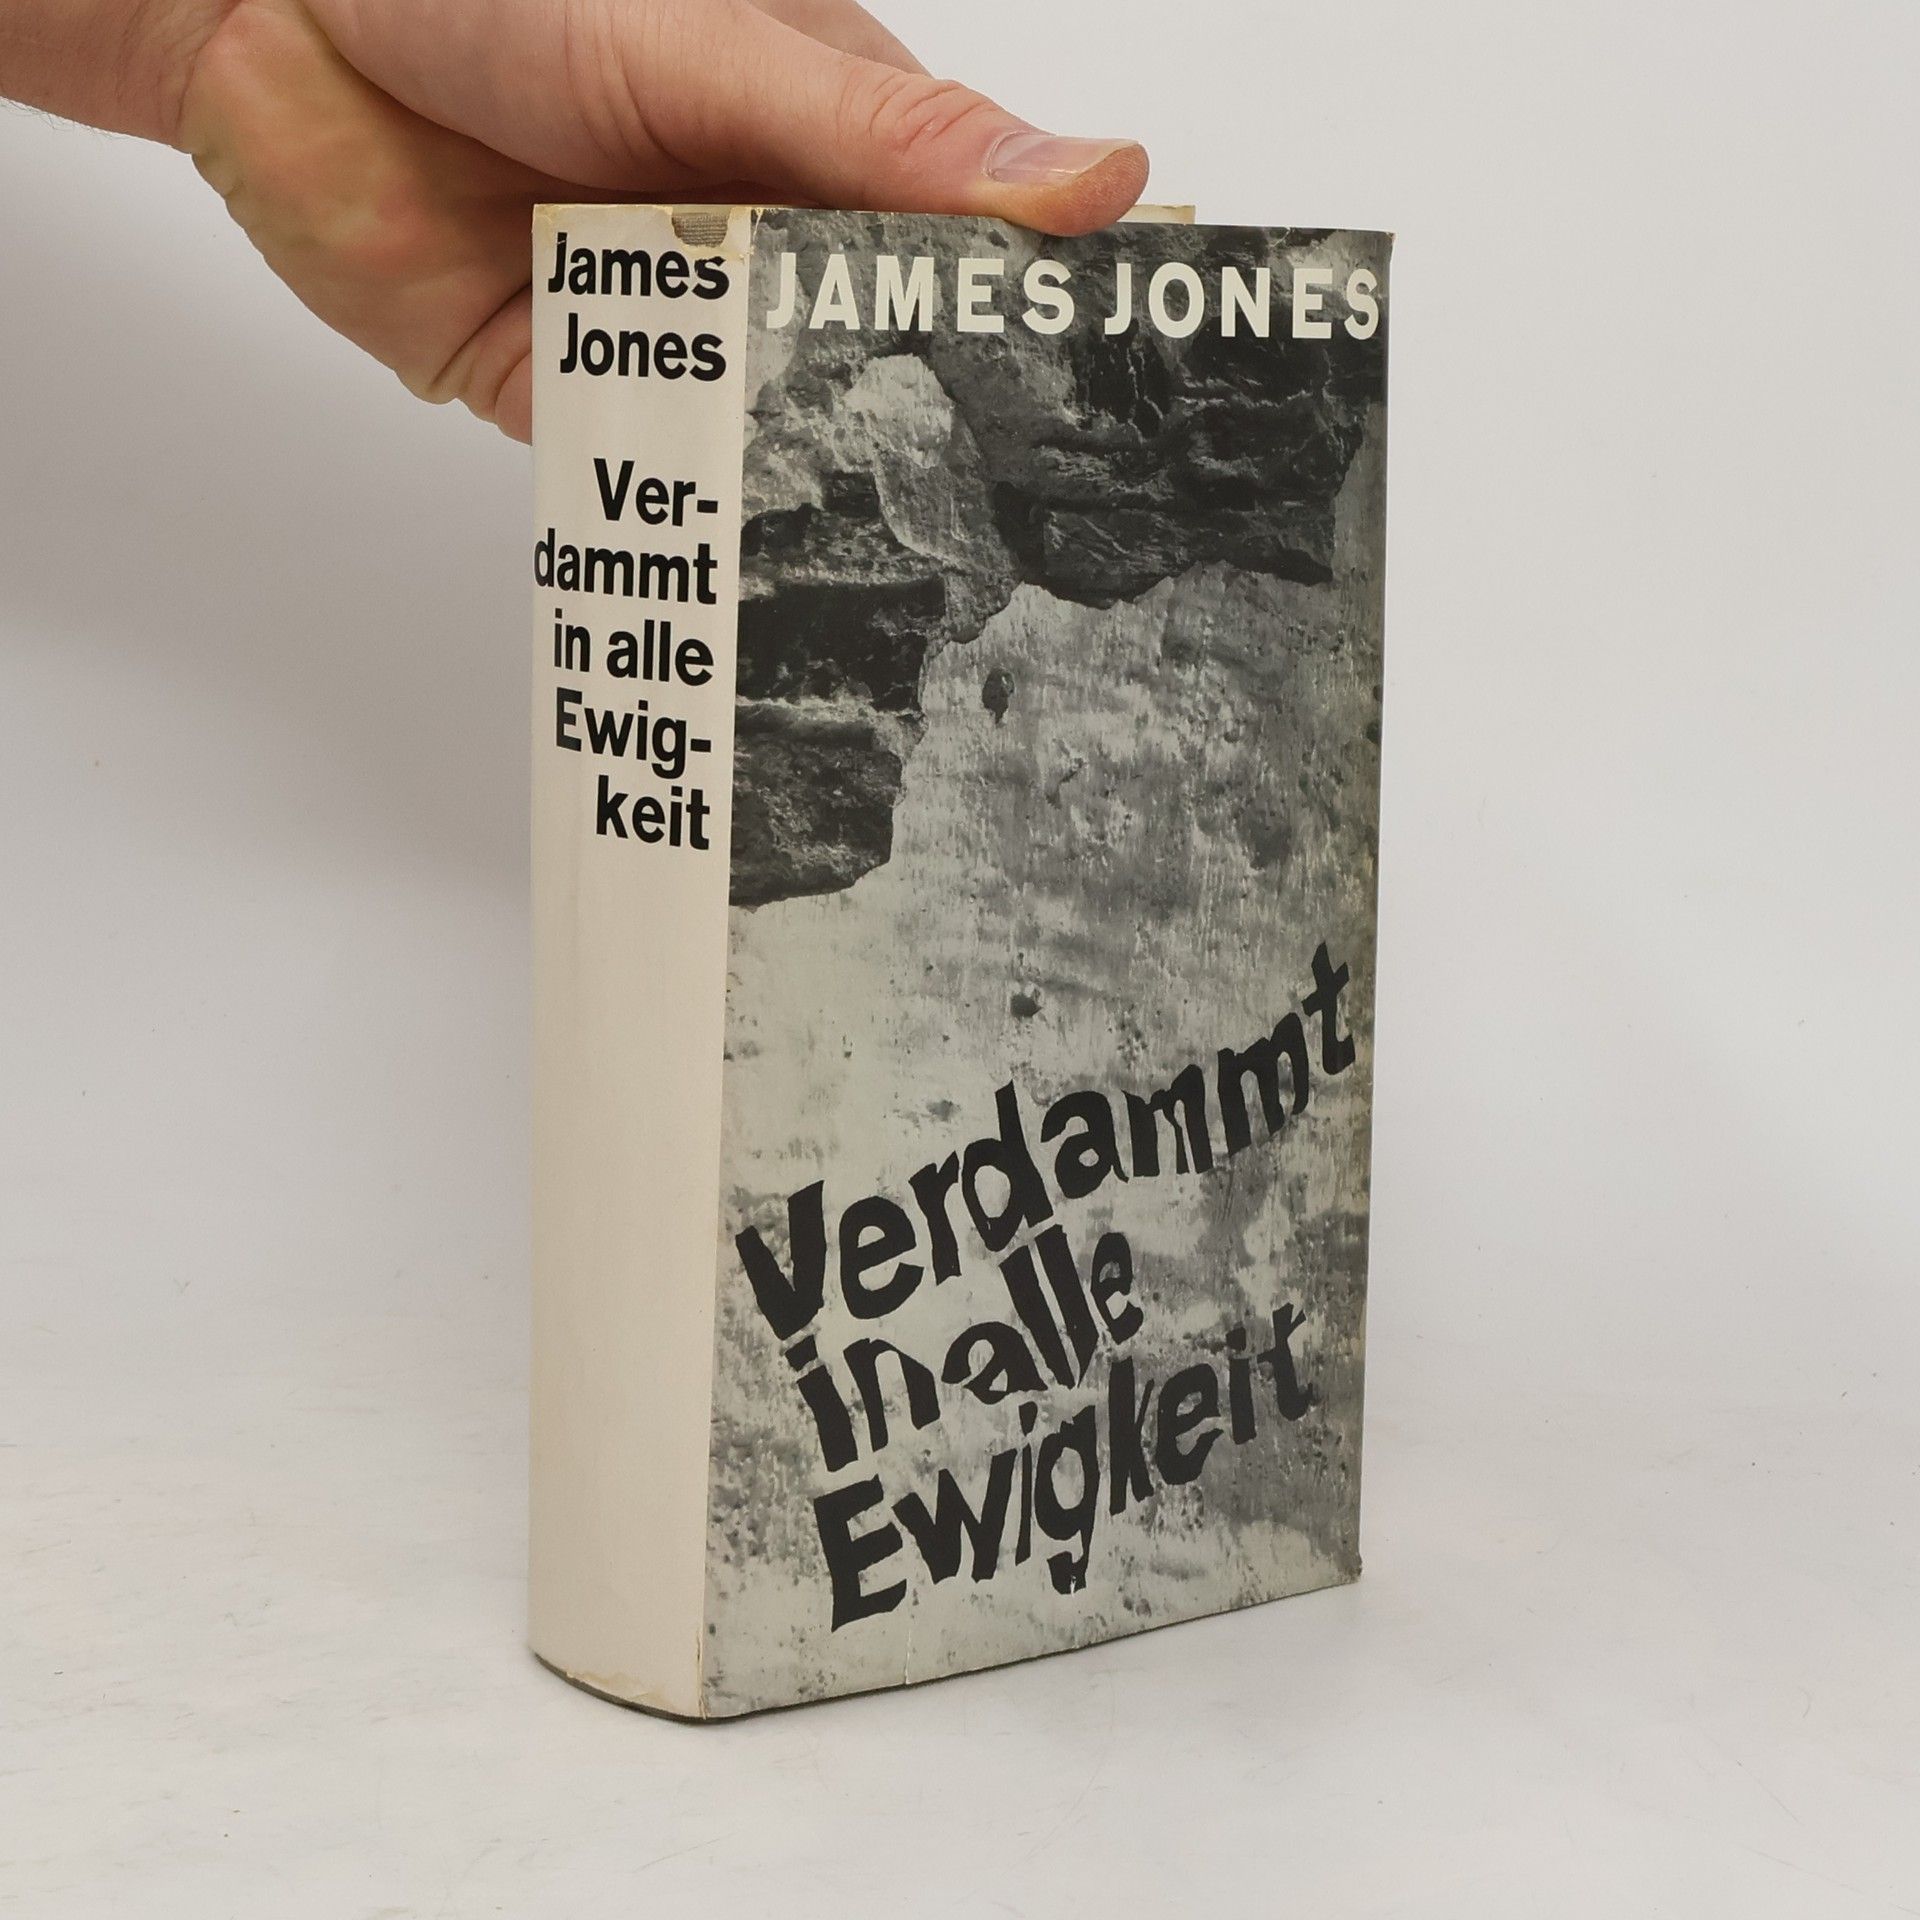 James
Jones
Ver-
dammt
in alle
Ewig-
keit
JAMES JONES
Verdammt
in alle
Ewigkeit